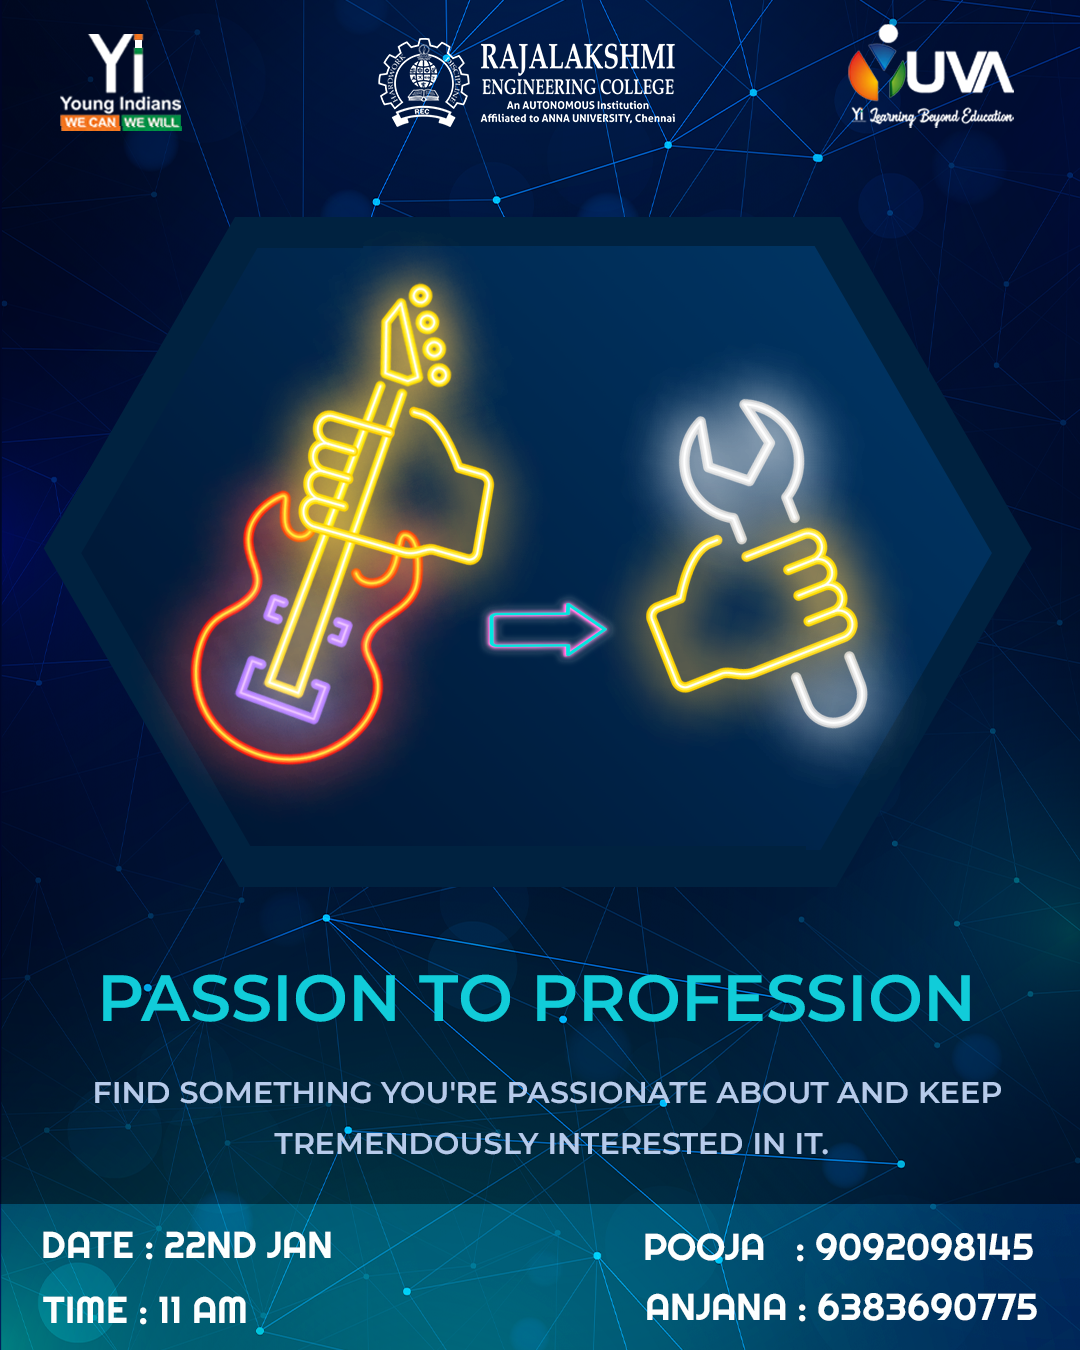 Yi
Young Indians
WE CAN WE WILL
RAJALAKSHMI
ENGINEERING COLLEGE
An AUTONOMOUS Institution
Affiliated to ANNA UNIVERSITY, Chennai
HARDWORK
DISCIPLINE
REC
YUVA
Yi Learning Beyond Education
PASSION TO PROFESSION
FIND SOMETHING YOU'RE PASSIONATE ABOUT AND KEEP
TREMENDOUSLY INTERESTED IN IT.
DATE : 22ND JAN
TIME : 11 AM
POOJA : 9092098145
ANJANA : 6383690775